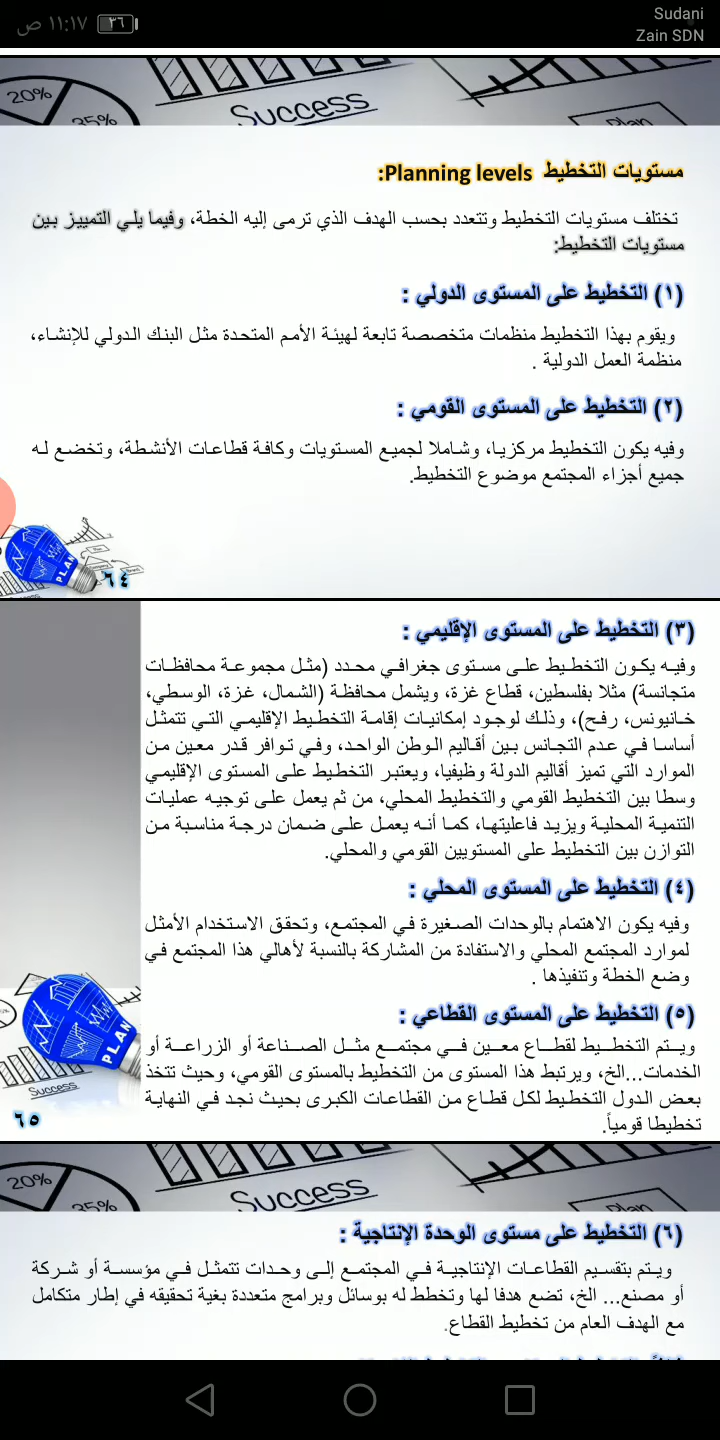 Sudani
Zain SDN
٣٦
١١:١٧ ص
20%
35%
Success
Plan
مستويات التخطيط Planning levels:
تختلف مستويات التخطيط وتتعدد بحسب الهدف الذي ترمى إليه الخطة، وفيما يلي التمييز بين
مستويات التخطيط:
(١) التخطيط على المستوى الدولي :
ويقوم بهذا التخطيط منظمات متخصصة تابعة لهيئة الأمم المتحدة مثل البنك الدولي للإنشاء،
منظمة العمل الدولية .
(٢) التخطيط على المستوى القومي :
وفيه يكون التخطيط مركزيا، وشاملا لجميع المستويات وكافة قطاعات الأنشطة، وتخضع له
جميع أجزاء المجتمع موضوع التخطيط.
PLAN
٦٤
(٣) التخطيط على المستوى الإقليمي :
وفيه يكون التخطيط على مستوى جغرافي محدد (مثل مجموعة محافظات
متجانسة) مثلا بفلسطين، قطاع غزة، ويشمل محافظة (الشمال، غزة، الوسطي،
خانيونس، رفح)، وذلك لوجود إمكانيات إقامة التخطيط الإقليمي التي تتمثل
أساسا في عدم التجانس بين أقاليم الوطن الواحد، وفي توافر قدر معين من
الموارد التي تميز أقاليم الدولة وظيفيا، ويعتبر التخطيط على المستوى الإقليمي
وسطا بين التخطيط القومي والتخطيط المحلي، من ثم يعمل على توجيه عمليات
التنمية المحلية ويزيد فاعليتها، كما أنه يعمل على ضمان درجة مناسبة من
التوازن بين التخطيط على المستويين القومي والمحلي.
(٤) التخطيط على المستوى المحلي :
وفيه يكون الاهتمام بالوحدات الصغيرة في المجتمع، وتحقق الاستخدام الأمثل
لموارد المجتمع المحلي والاستفادة من المشاركة بالنسبة لأهالي هذا المجتمع في
وضع الخطة وتنفيذها .
(٥) التخطيط على المستوى القطاعي :
ويتم التخطيط لقطاع معين في مجتمع مثل الصناعة أو الزراعة أو
الخدمات...الخ، ويرتبط هذا المستوى من التخطيط بالمستوى القومي، وحيث تتخذ
بعض الدول التخطيط لكل قطاع من القطاعات الكبرى بحيث نجد في النهاية
تخطيطا قومياً.
PLAN
Success
٦٥
20%
35%
Success
Plan
(٦) التخطيط على مستوى الوحدة الإنتاجية :
ويتم بتقسيم القطاعات الإنتاجية في المجتمع إلى وحدات تتمثل في مؤسسة أو شركة
أو مصنع... الخ، تضع هدفا لها وتخطط له بوسائل وبرامج متعددة بغية تحقيقه في إطار متكامل
مع الهدف العام من تخطيط القطاع.